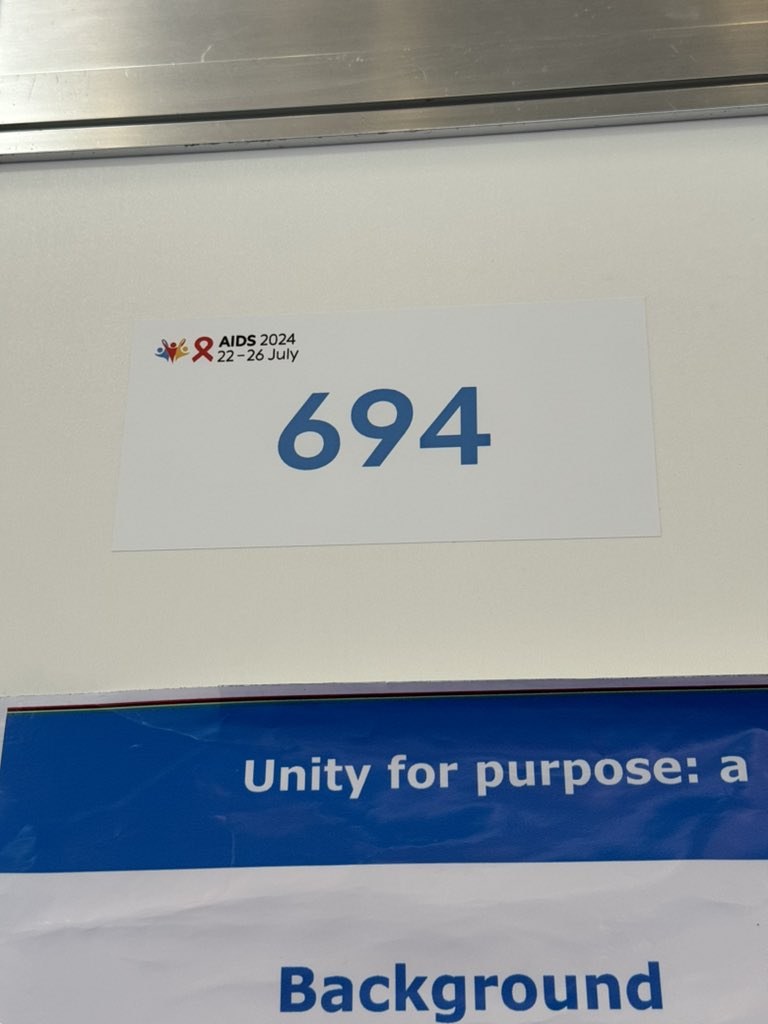 AIDS 2024
22–26 July
694
Unity for purpose: a
Background